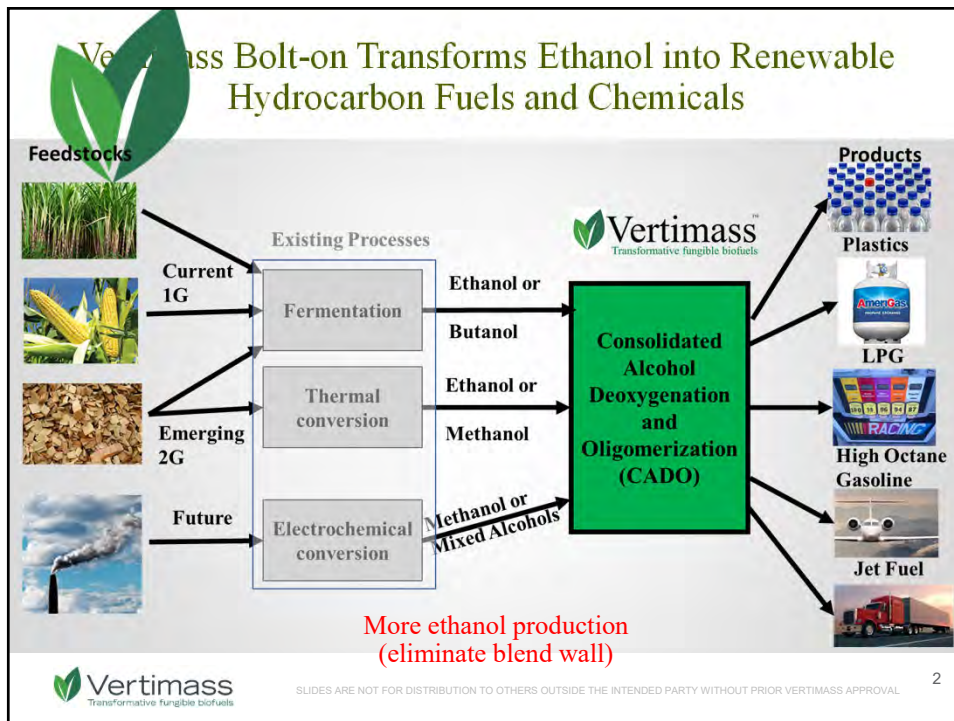 Vertimass Bolt-on Transforms Ethanol into Renewable
Hydrocarbon Fuels and Chemicals
Feedstocks
Products
Vertimass™
Transformative fungible biofuels
Existing Processes
Plastics
Current
1G
Fermentation
Ethanol or
Butanol
AmeriGas
LPG
Consolidated
Alcohol
Deoxygenation
and
Oligomerization
(CADO)
Thermal
conversion
Ethanol or
Methanol
Emerging
2G
RACING
High Octane
Gasoline
Future
Electrochemical
conversion
Methanol or
Mixed Alcohols
Jet Fuel
More ethanol production
(eliminate blend wall)
Vertimass
Transformative fungible biofuels
SLIDES ARE NOT FOR DISTRIBUTION TO OTHERS OUTSIDE THE INTENDED PARTY WITHOUT PRIOR VERTIMASS APPROVAL
2